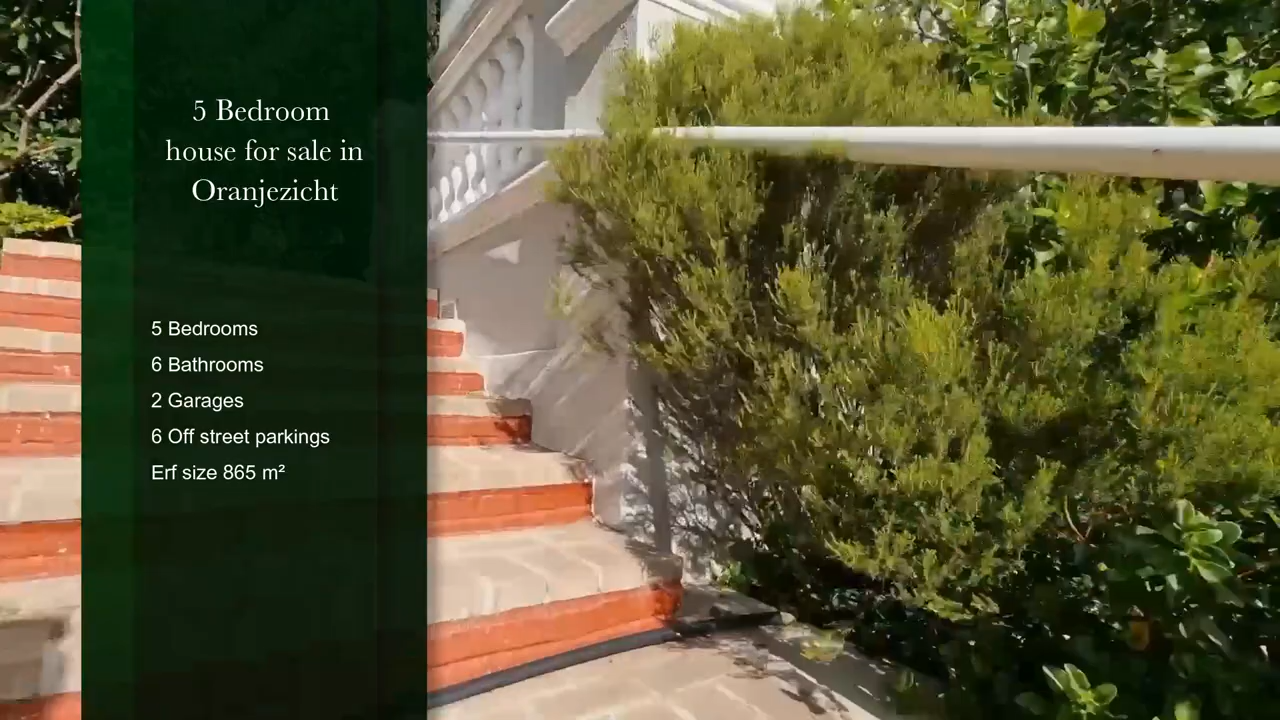 5 Bedroom
house for sale in
Oranjezicht
5 Bedrooms
6 Bathrooms
2 Garages
6 Off street parkings
Erf size 865 m²